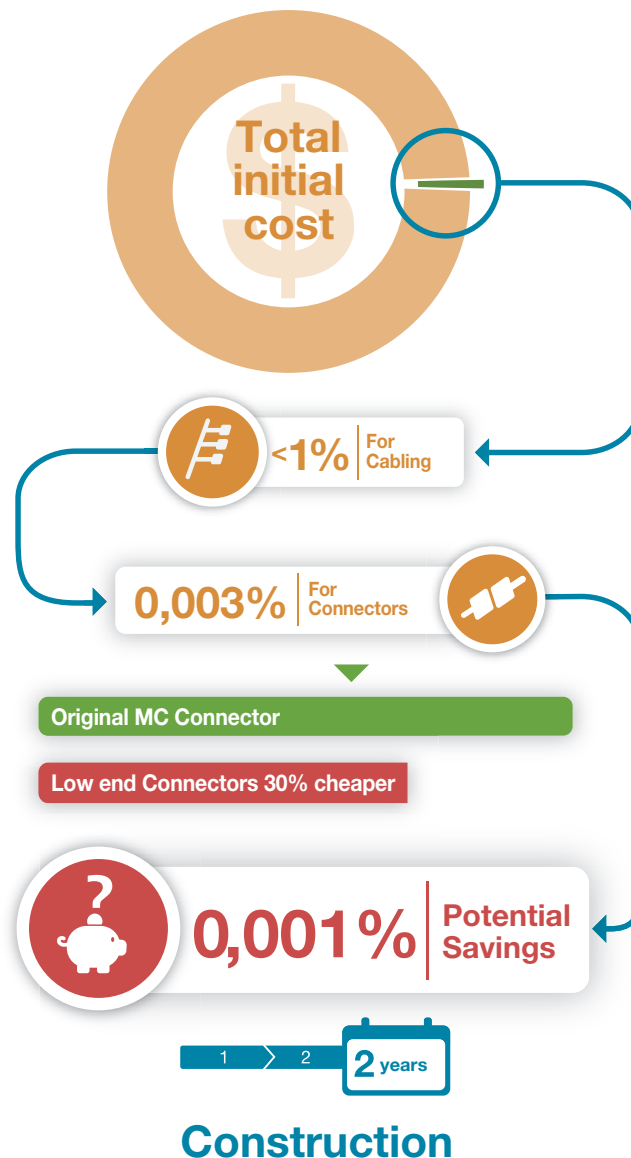 $
Total
initial
cost
<1%
For
Cabling
0,003%
For
Connectors
Original MC Connector
Low end Connectors 30% cheaper
?
0,001%
Potential
Savings
1
2
2 years
Construction